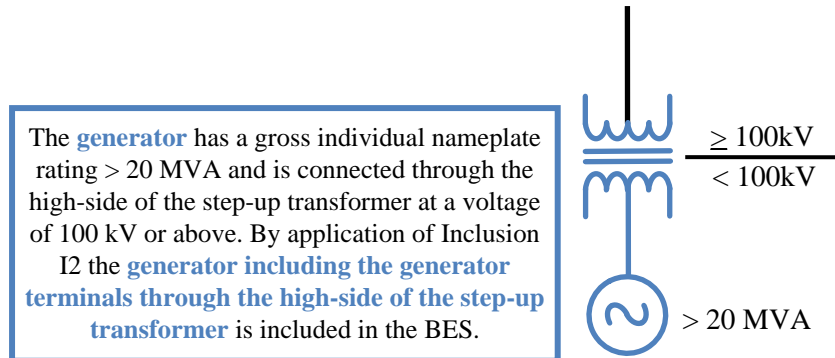 The generator has a gross individual nameplate
rating > 20 MVA and is connected through the
high-side of the step-up transformer at a voltage
of 100 kV or above. By application of Inclusion
I2 the generator including the generator
terminals through the high-side of the step-up
transformer is included in the BES.
≥ 100kV
< 100kV
> 20 MVA